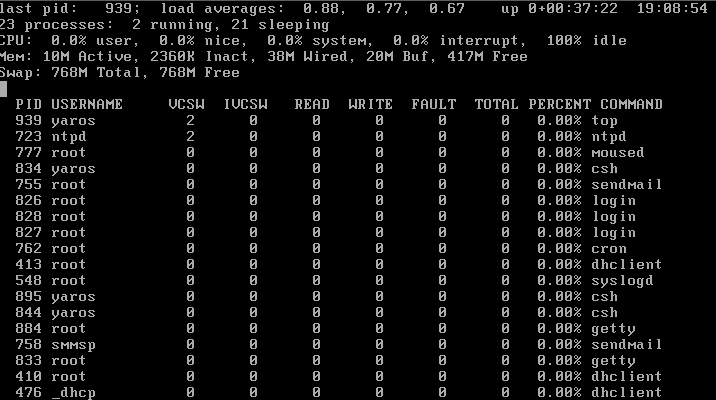 last pid:   939;  load averages:  0.88,  0.77,  0.67    up 0+00:37:22  19:08:54
23 processes:  2 running, 21 sleeping
CPU:  0.0% user,  0.0% nice,  0.0% system,  0.0% interrupt,  100% idle
Mem: 10M Active, 2360K Inact, 38M Wired, 20M Buf, 417M Free
Swap: 768M Total, 768M Free
  PID USERNAME     VCSW  IVCSW   READ  WRITE  FAULT  TOTAL PERCENT COMMAND
  939 yaros           2      0      0      0      0      0   0.00% top
  723 ntpd            2      0      0      0      0      0   0.00% ntpd
  777 root            0      0      0      0      0      0   0.00% moused
  834 yaros           0      0      0      0      0      0   0.00% csh
  755 root            0      0      0      0      0      0   0.00% sendmail
  826 root            0      0      0      0      0      0   0.00% login
  828 root            0      0      0      0      0      0   0.00% login
  827 root            0      0      0      0      0      0   0.00% login
  762 root            0      0      0      0      0      0   0.00% cron
  413 root            0      0      0      0      0      0   0.00% dhclient
  548 root            0      0      0      0      0      0   0.00% syslogd
  895 yaros           0      0      0      0      0      0   0.00% csh
  844 yaros           0      0      0      0      0      0   0.00% csh
  884 root            0      0      0      0      0      0   0.00% getty
  758 smmsp           0      0      0      0      0      0   0.00% sendmail
  833 root            0      0      0      0      0      0   0.00% getty
  410 root            0      0      0      0      0      0   0.00% dhclient
  476 _dhcp           0      0      0      0      0      0   0.00% dhclient